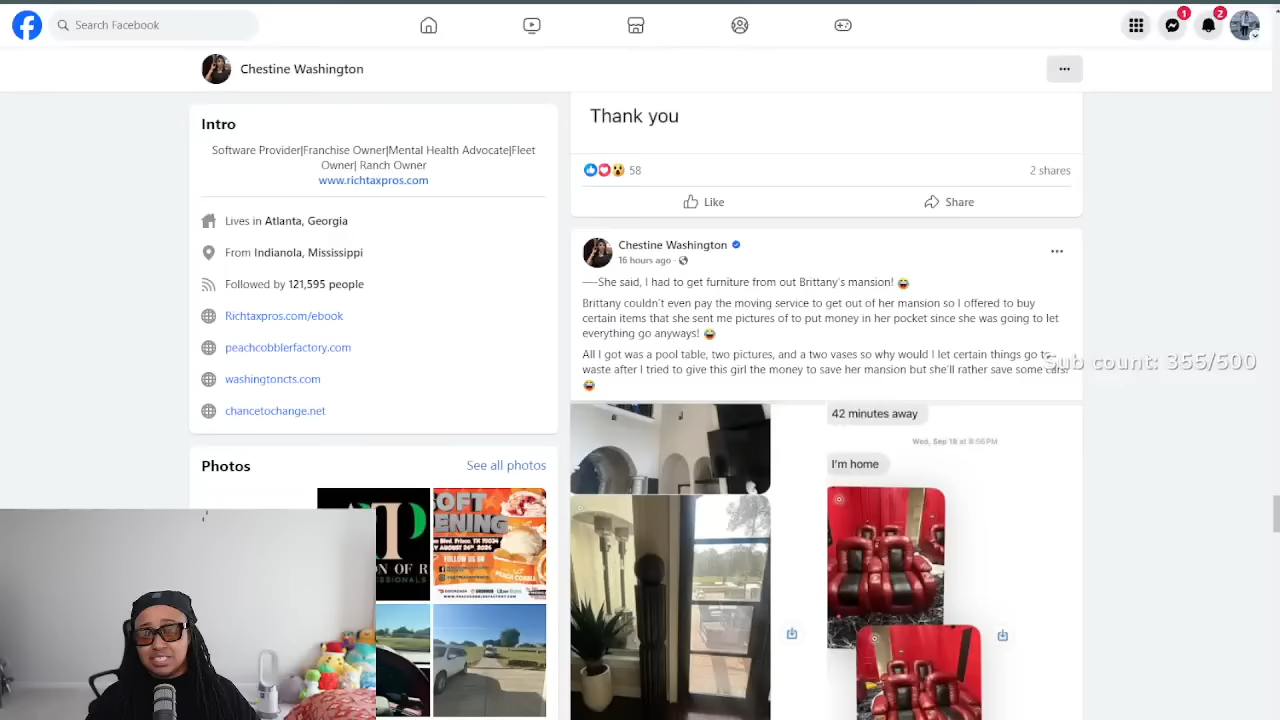 Search Facebook
1
2
Chestine Washington
Intro
Software Provider|Franchise Owner|Mental Health Advocate|Fleet
Owner| Ranch Owner
www.richtaxpros.com
Lives in Atlanta, Georgia
From Indianola, Mississippi
Followed by 121,595 people
Richtaxpros.com/ebook
peachcobblerfactory.com
washingtoncts.com
chancetochange.net
Photos
See all photos
OFT
ENING
FOLLOW US ON
Thank you
58
2 shares
Like
Share
Chestine Washington
16 hours ago
-----She said, I had to get furniture from out Brittany's mansion! 😂
Brittany couldn't even pay the moving service to get out of her mansion so I offered to buy
certain items that she sent me pictures of to put money in her pocket since she was going to let
everything go anyways! 😂
All I got was a pool table, two pictures, and a two vases so why would I let certain things go to
waste after I tried to give this girl the money to save her mansion but she'll rather save some cars!
😂
Sub count: 355/500
42 minutes away
Wed, Sep 18 at 8:56 PM
I'm home